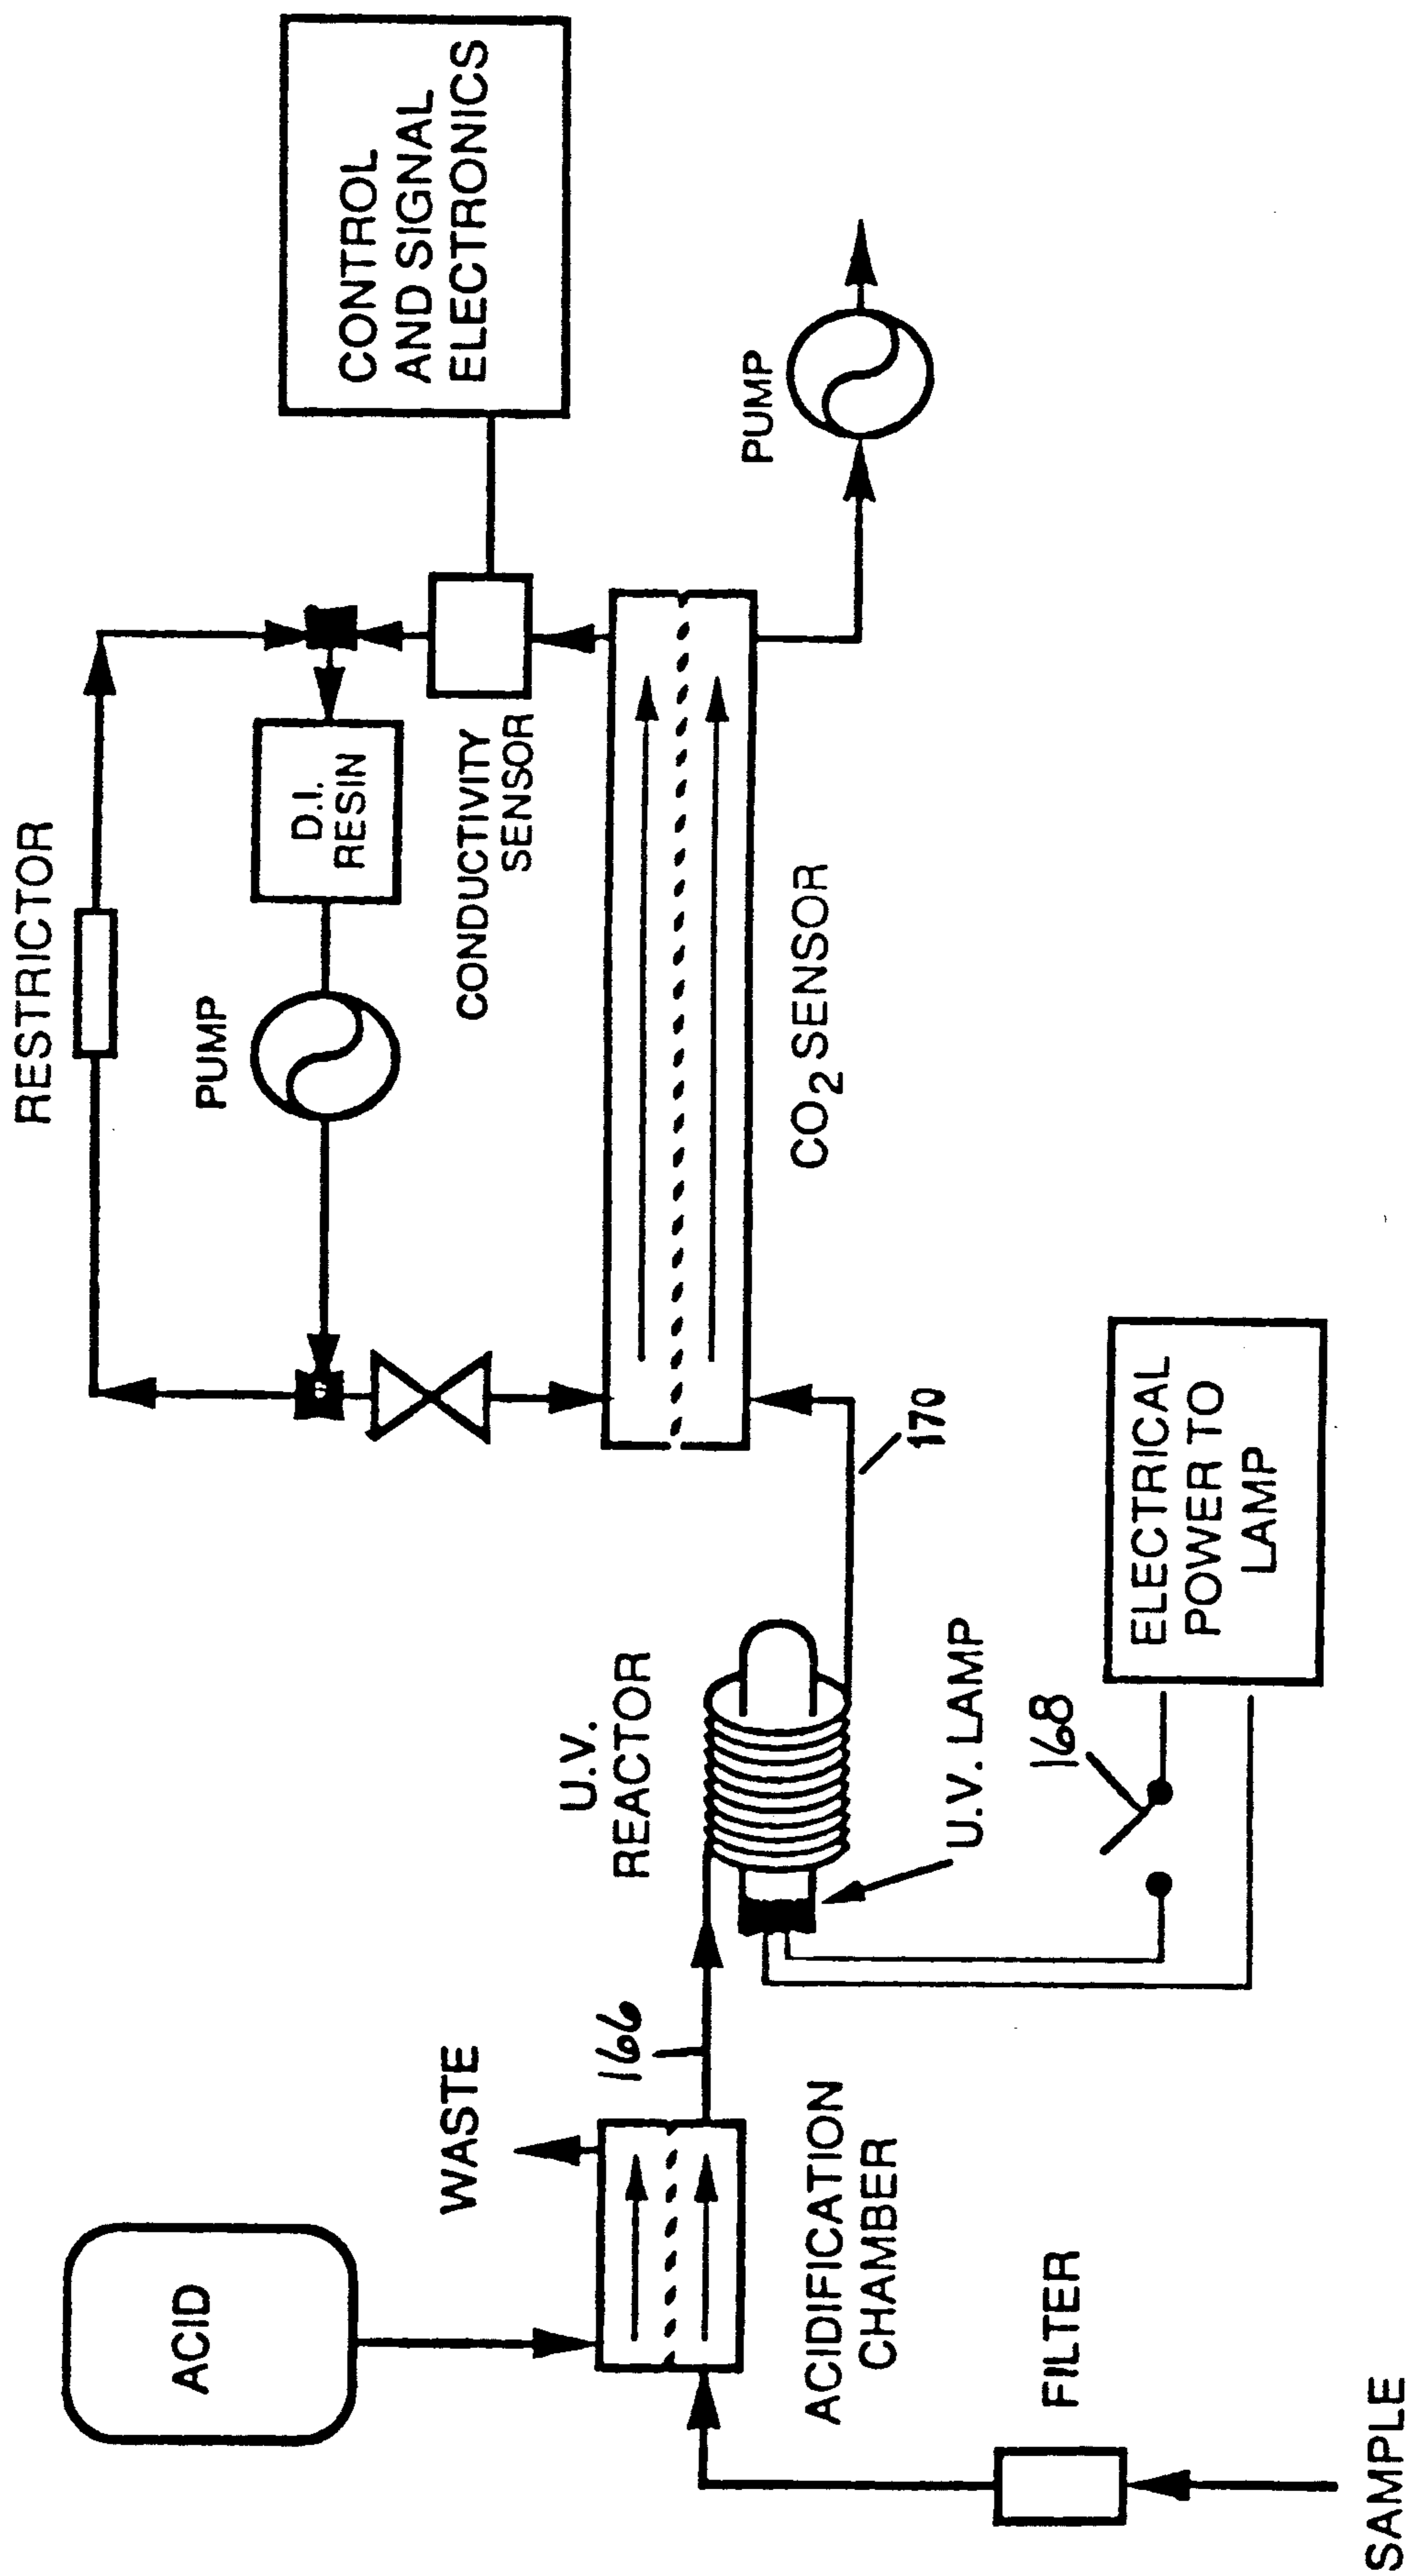 ACID
WASTE
166
ACIDIFICATION
CHAMBER
FILTER
SAMPLE
U.V.
REACTOR
U.V. LAMP
168
ELECTRICAL
POWER TO
LAMP
170
RESTRICTOR
PUMP
D.I.
RESIN
CONDUCTIVITY
SENSOR
CO₂ SENSOR
CONTROL
AND SIGNAL
ELECTRONICS
PUMP